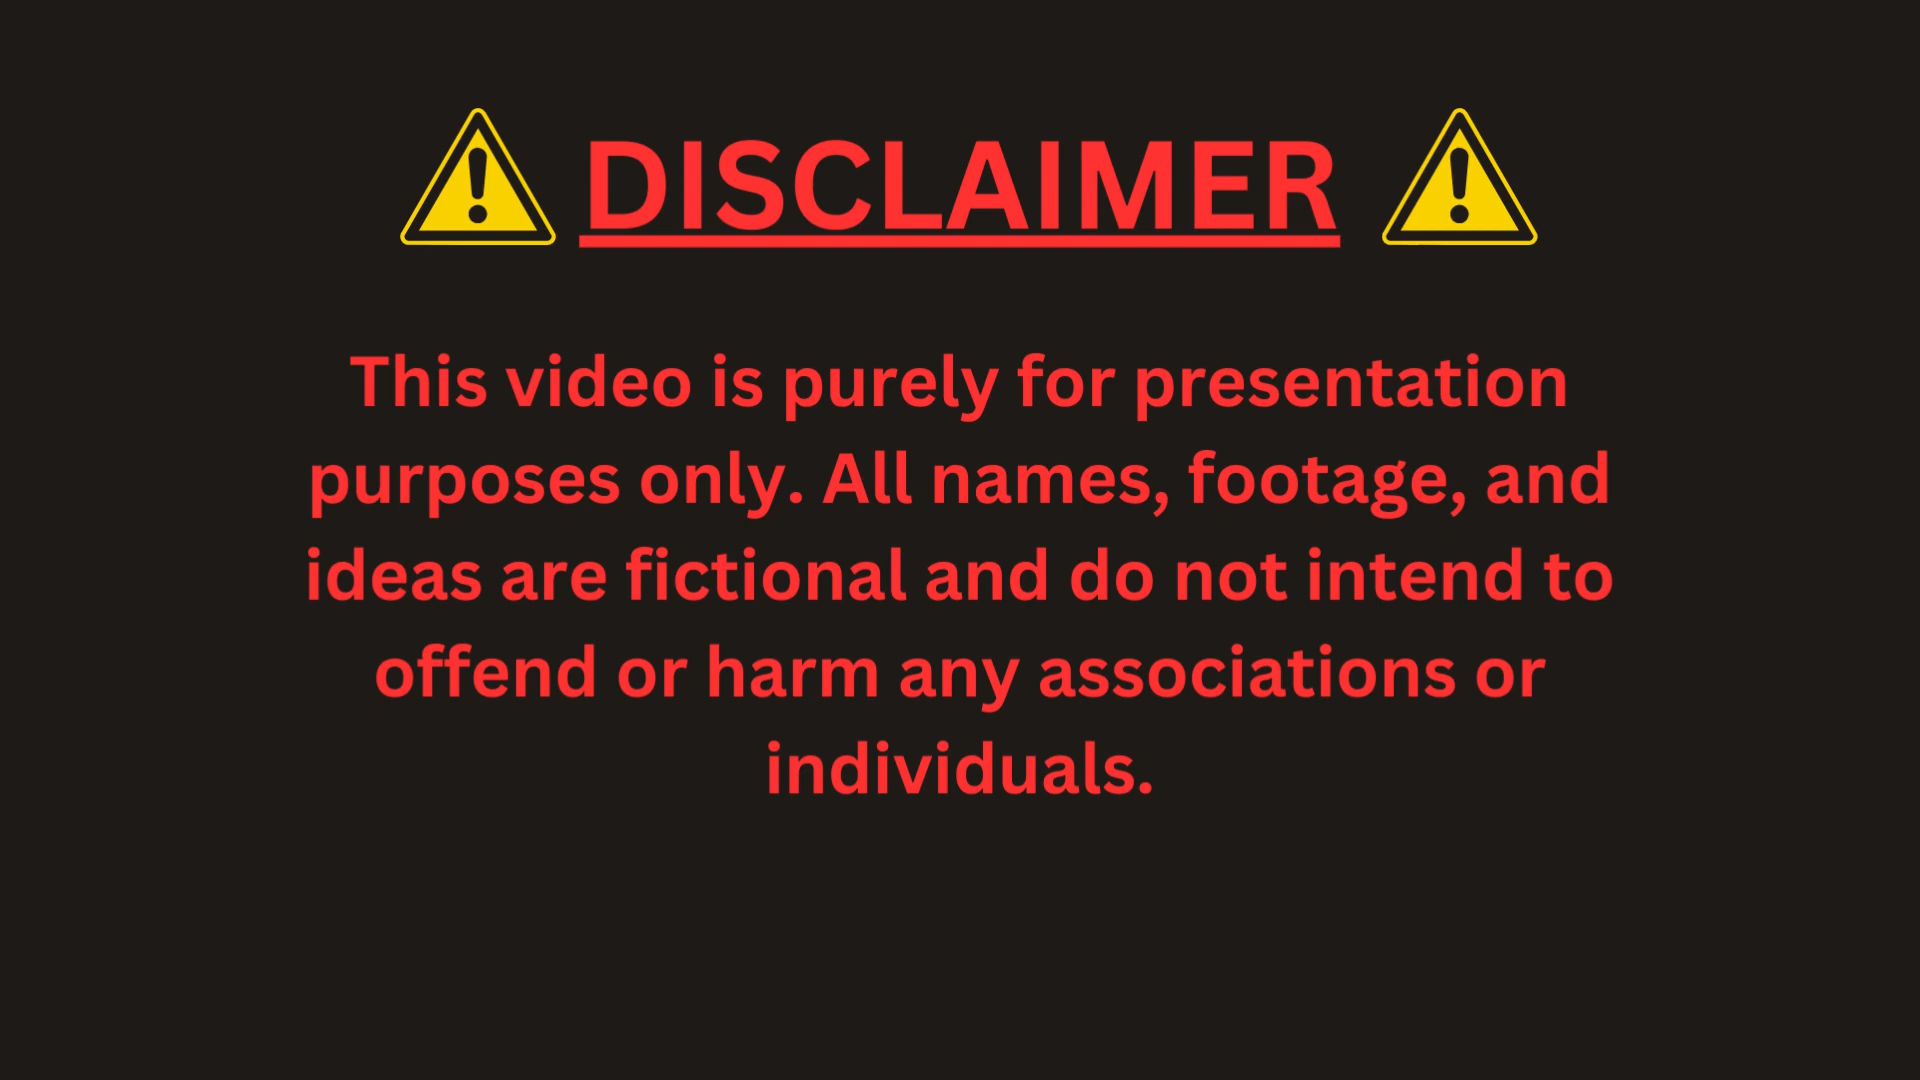 DISCLAIMER
This video is purely for presentation
purposes only. All names, footage, and
ideas are fictional and do not intend to
offend or harm any associations or
individuals.